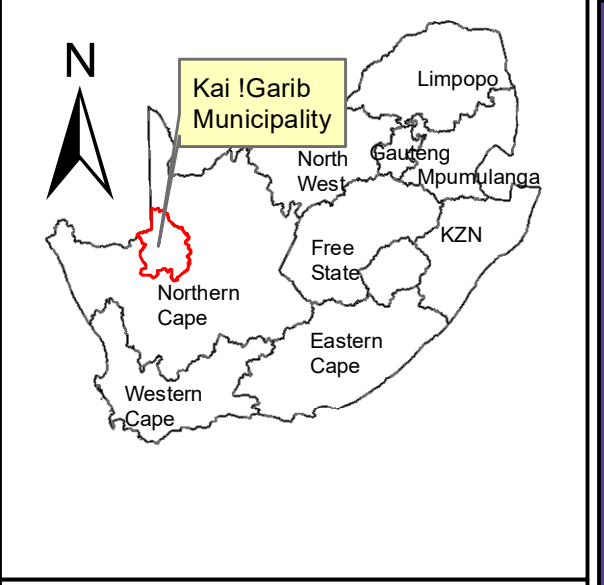 N
Kai !Garib
Municipality
Limpopo
Gauteng
North
West
Mpumulanga
KZN
Free
State
Northern
Cape
Eastern
Cape
Western
Cape